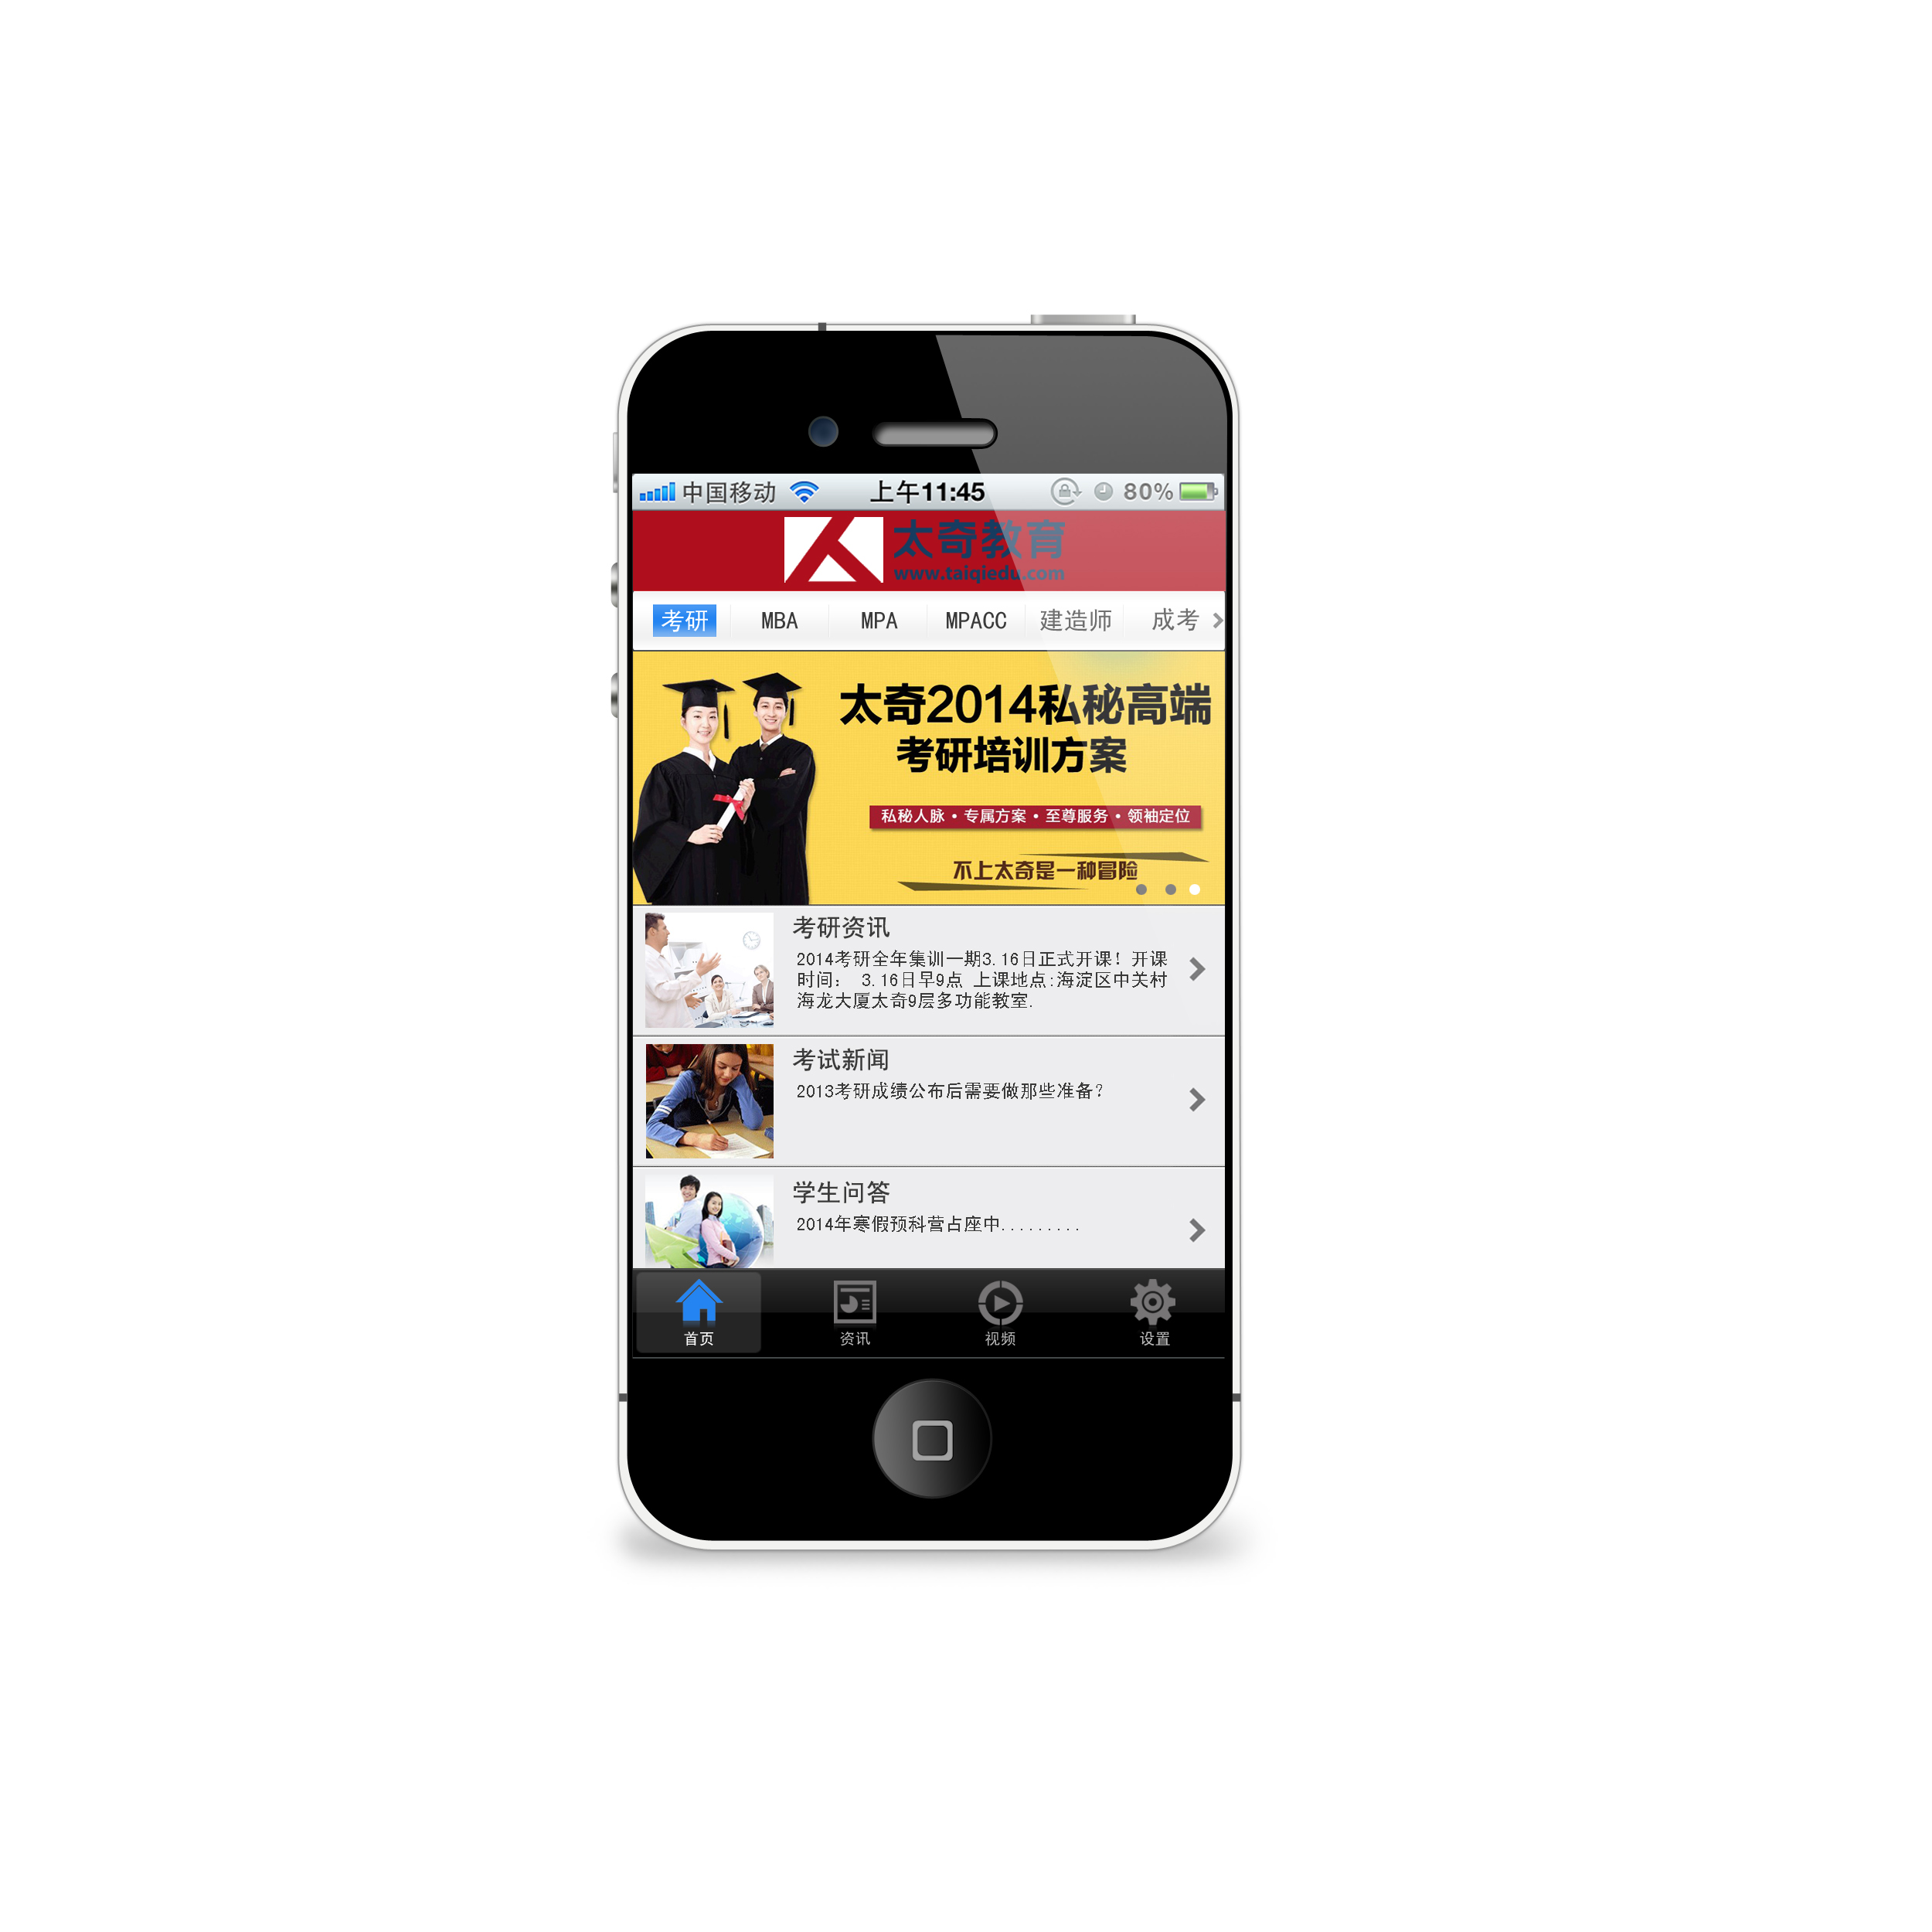 中国移动 上午11:45 80%
太奇教育
www.taiqiedu.com
考研 MBA MPA MPACC 建造师 成考
太奇2014私秘高端
考研培训方案
私秘人脉 • 专属方案 • 至尊服务 • 领袖定位
不上太奇是一种冒险
考研资讯
2014考研全年集训一期3.16日正式开课! 开课
时间: 3.16日早9点 上课地点:海淀区中关村
海龙大厦太奇9层多功能教室.
考试新闻
2013考研成绩公布后需要做那些准备?
学生问答
2014年寒假预科营占座中.........
首页 资讯 视频 设置